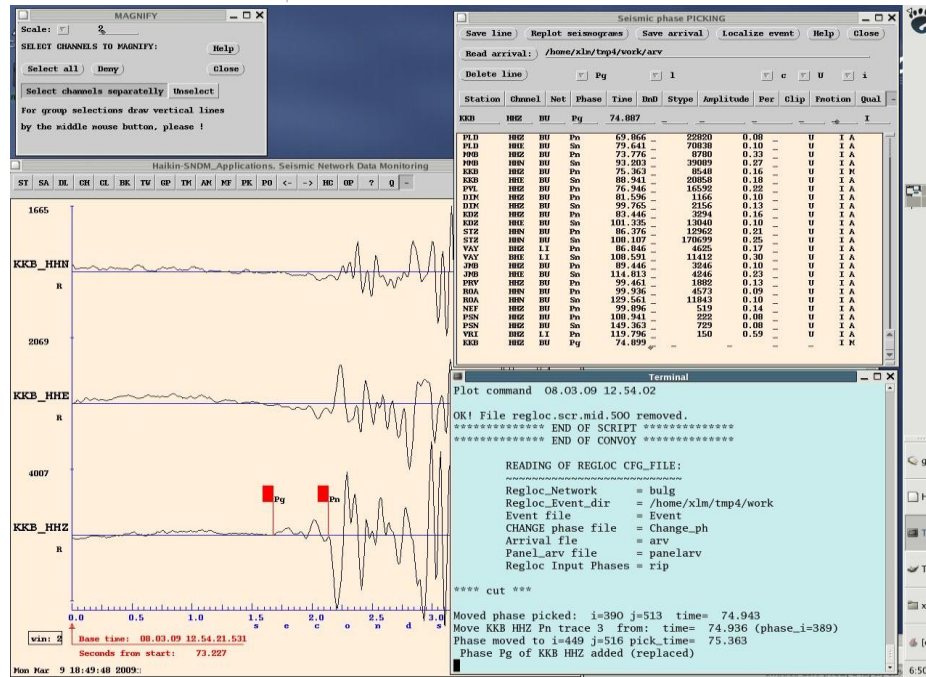 MAGNIFY
Scale: 2
SELECT CHANNELS TO MAGNIFY: Help
Select all Deny Close
Select channels separatelly Unselect
For group selections drav vertical lines
by the middle mouse button, please !
Seismic phase PICKING
Save line Replot seismograms Save arrival Localize event Help Close
Read arrival: /home/xlm/tmp4/work/arv
Delete line Pg 1 c U i
Station Chnnel Net Phase Time DnD Stype Amplitude Per Clip Fmotion Qual -
KKB HHZ BU Pg 74.887 _ _ _ _ _ I
PLD HHZ BU Pn 69.866 _ 22820 0.08 _ U I A
PLD HHE BU Sn 79.641 _ 70838 0.10 _ U I A
MMB HHZ BU Pn 73.776 _ 8780 0.33 _ U I A
MMB HHN BU Sn 93.203 _ 39089 0.27 _ U I A
KKB HHZ BU Pn 75.363 _ 8548 0.16 _ U I M
KKB HHE BU Sn 88.941 _ 20858 0.18 _ U I A
PVL HHZ BU Pn 76.946 _ 16592 0.22 _ U I A
DIM HHZ BU Pn 81.596 _ 1166 0.10 _ U I A
DIM HHN BU Sn 99.765 _ 2156 0.13 _ U I A
KDZ HHZ BU Pn 83.446 _ 3294 0.16 _ U I A
KDZ HHE BU Sn 101.335 _ 13040 0.10 _ U I A
STZ HHN BU Pn 86.376 _ 12962 0.21 _ U I A
STZ HHN BU Sn 108.107 _ 170699 0.25 _ U I A
VAY BHZ LI Pn 86.846 _ 4625 0.17 _ U I A
VAY BHE LI Sn 108.591 _ 11412 0.30 _ U I A
JMB HHZ BU Pn 89.446 _ 3246 0.10 _ U I A
JMB HHE BU Sn 114.813 _ 4246 0.23 _ U I A
PRV HHZ BU Pn 99.461 _ 1882 0.13 _ U I A
ROA HHN BU Pn 99.936 _ 4573 0.09 _ U I A
ROA HHN BU Sn 129.561 _ 11843 0.10 _ U I A
NEF HHZ BU Pn 99.896 _ 519 0.14 _ U I A
PSN HHZ BU Pn 108.941 _ 222 0.08 _ U I A
PSN HHZ BU Sn 149.363 _ 729 0.08 _ U I A
VRI BHZ LI Pn 119.796 _ 150 0.59 _ U I A
KKB HHZ BU Pg 74.899 _ _ _ _ _ I M
Haikin-SNDM_Applications. Seismic Network Data Monitoring
ST SA DL CH CL BK TW GP TM AM MF PK PO <- -> HC OP ? Q -
1665
KKB_HHN
R
2069
KKB_HHE
R
4007
Pg Pn
KKB_HHZ
R
0.0 0.5 1.0 1.5 2.0 2.5 3.0
s e c o n d s
win: 2 Base time: 08.03.09 12.54.21.531
Seconds from start: 73.227
Mon Mar 9 18:49:48 2009
Terminal
Plot command 08.03.09 12.54.02
OK! File regloc.scr.mid.500 removed.
************** END OF SCRIPT **************
************** END OF CONVOY **************
READING OF REGLOC CFG_FILE:
~~~~~~~~~~~~~~~~~~~~~~~~~~~
Regloc_Network = bulg
Regloc_Event_dir = /home/xlm/tmp4/work
Event file = Event
CHANGE phase file = Change_ph
Arrival fle = arv
Panel_arv file = panelarv
Regloc Input Phases = rip
**** cut ***
Moved phase picked: i=390 j=513 time= 74.943
Move KKB HHZ Pn trace 3 from: time= 74.936 (phase_i=389)
Phase moved to i=449 j=516 pick_time= 75.363
Phase Pg of KKB HHZ added (replaced)
6:50